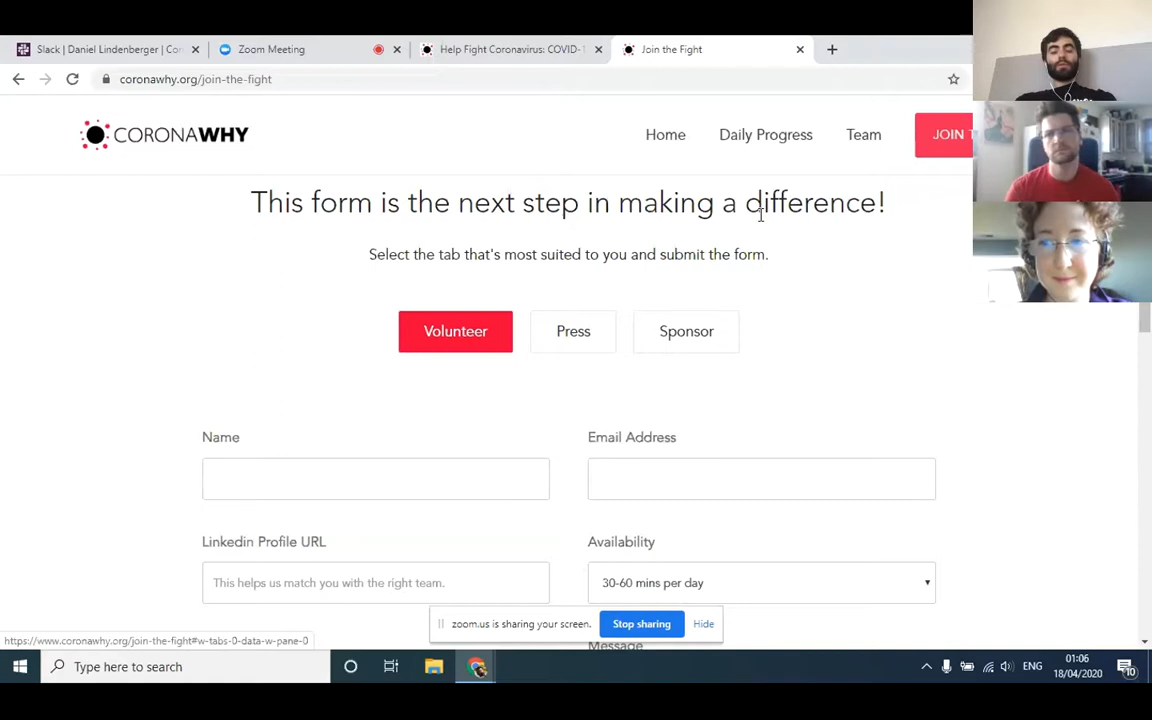 Slack | Daniel Lindenberger | Co
Zoom Meeting
Help Fight Coronavirus: COVID-1
Join the Fight
coronawhy.org/join-the-fight
CORONAWHY
Home
Daily Progress
Team
JOIN T
This form is the next step in making a difference!
Select the tab that's most suited to you and submit the form.
Volunteer
Press
Sponsor
Name
Email Address
Linkedin Profile URL
Availability
This helps us match you with the right team.
30-60 mins per day
zoom.us is sharing your screen.
Stop sharing
Hide
https://www.coronawhy.org/join-the-fight#w-tabs-0-data-w-pane-0
Message
Type here to search
ENG
01:06
18/04/2020
10